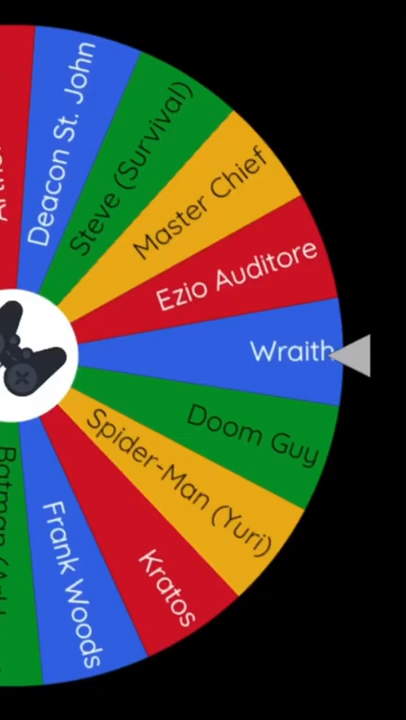 Deacon St. John
Steve (Survival)
Master Chief
Ezio Auditore
Wraith
Doom Guy
Spider-Man (Yuri)
Kratos
Frank Woods